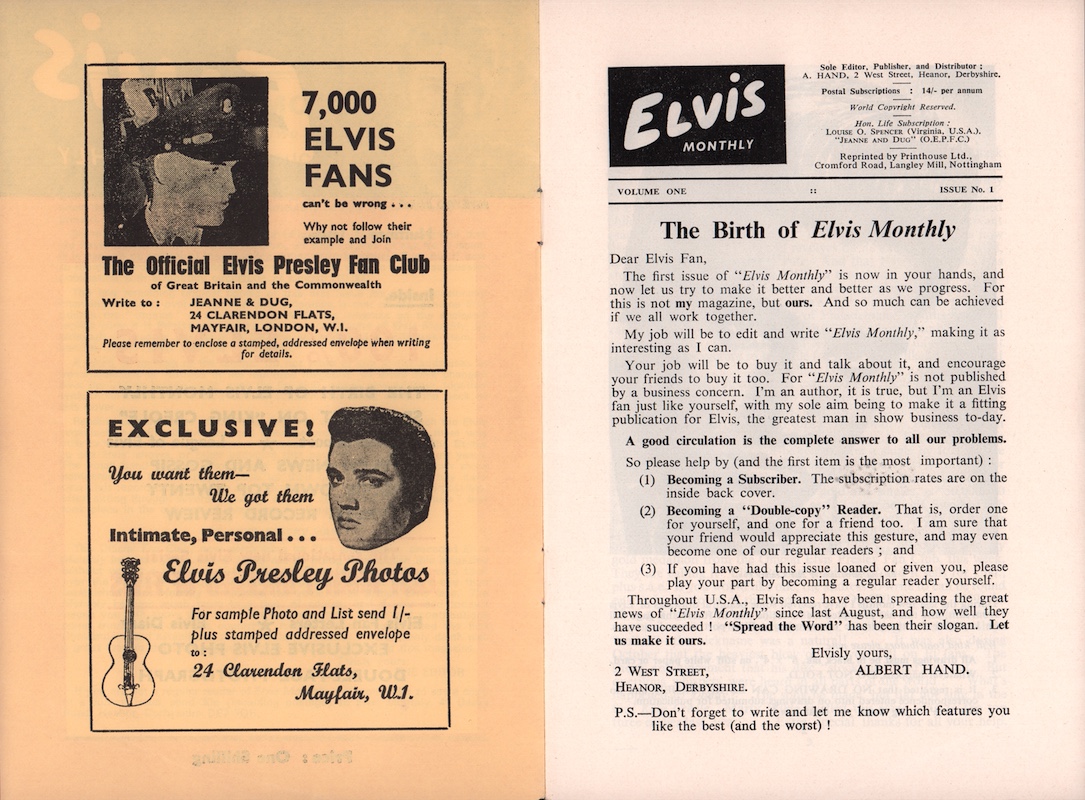 7,000
ELVIS
FANS
can't be wrong . . .
Why not follow their
example and Join
The Official Elvis Presley Fan Club
of Great Britain and the Commonwealth
Write to : JEANNE & DUG,
24 CLARENDON FLATS,
MAYFAIR, LONDON, W.I.
Please remember to enclose a stamped, addressed envelope when writing
for details.
EXCLUSIVE!
You want them—
We got them
Intimate, Personal . . .
Elvis Presley Photos
For sample Photo and List send 1/-
plus stamped addressed envelope
to :
24 Clarendon Flats,
Mayfair, W.1.
ELVIS
MONTHLY
Sole Editor, Publisher, and Distributor :
A. HAND, 2 West Street, Heanor, Derbyshire.
Postal Subscriptions : 14/- per annum
World Copyright Reserved.
Hon. Life Subscription :
LOUISE O. SPENCER (Virginia, U.S.A.).
"JEANNE AND DUG" (O.E.P.F.C.)
Reprinted by Printhouse Ltd.,
Cromford Road, Langley Mill, Nottingham
VOLUME ONE :: ISSUE No. 1
The Birth of Elvis Monthly
Dear Elvis Fan,
The first issue of "Elvis Monthly" is now in your hands, and
now let us try to make it better and better as we progress. For
this is not my magazine, but ours. And so much can be achieved
if we all work together.
My job will be to edit and write "Elvis Monthly," making it as
interesting as I can.
Your job will be to buy it and talk about it, and encourage
your friends to buy it too. For "Elvis Monthly" is not published
by a business concern. I'm an author, it is true, but I'm an Elvis
fan just like yourself, with my sole aim being to make it a fitting
publication for Elvis, the greatest man in show business to-day.
A good circulation is the complete answer to all our problems.
So please help by (and the first item is the most important) :
(1) Becoming a Subscriber. The subscription rates are on the
inside back cover.
(2) Becoming a "Double-copy" Reader. That is, order one
for yourself, and one for a friend too. I am sure that
your friend would appreciate this gesture, and may even
become one of our regular readers ; and
(3) If you have had this issue loaned or given you, please
play your part by becoming a regular reader yourself.
Throughout U.S.A., Elvis fans have been spreading the great
news of "Elvis Monthly" since last August, and how well they
have succeeded ! "Spread the Word" has been their slogan. Let
us make it ours.
Elvisly yours,
2 WEST STREET, ALBERT HAND.
HEANOR, DERBYSHIRE.
P.S.—Don't forget to write and let me know which features you
like the best (and the worst) !